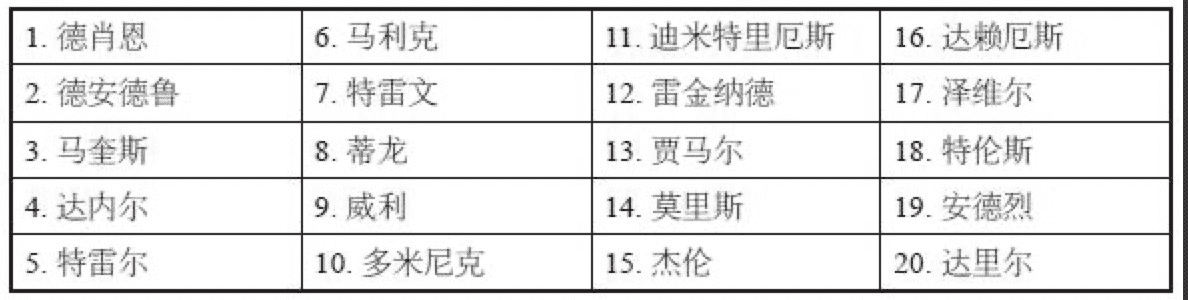 1. 德肖恩 6. 马利克 11. 迪米特里厄斯 16. 达赖厄斯
2. 德安德鲁 7. 特雷文 12. 雷金纳德 17. 泽维尔
3. 马奎斯 8. 蒂龙 13. 贾马尔 18. 特伦斯
4. 达内尔 9. 威利 14. 莫里斯 19. 安德烈
5. 特雷尔 10. 多米尼克 15. 杰伦 20. 达里尔